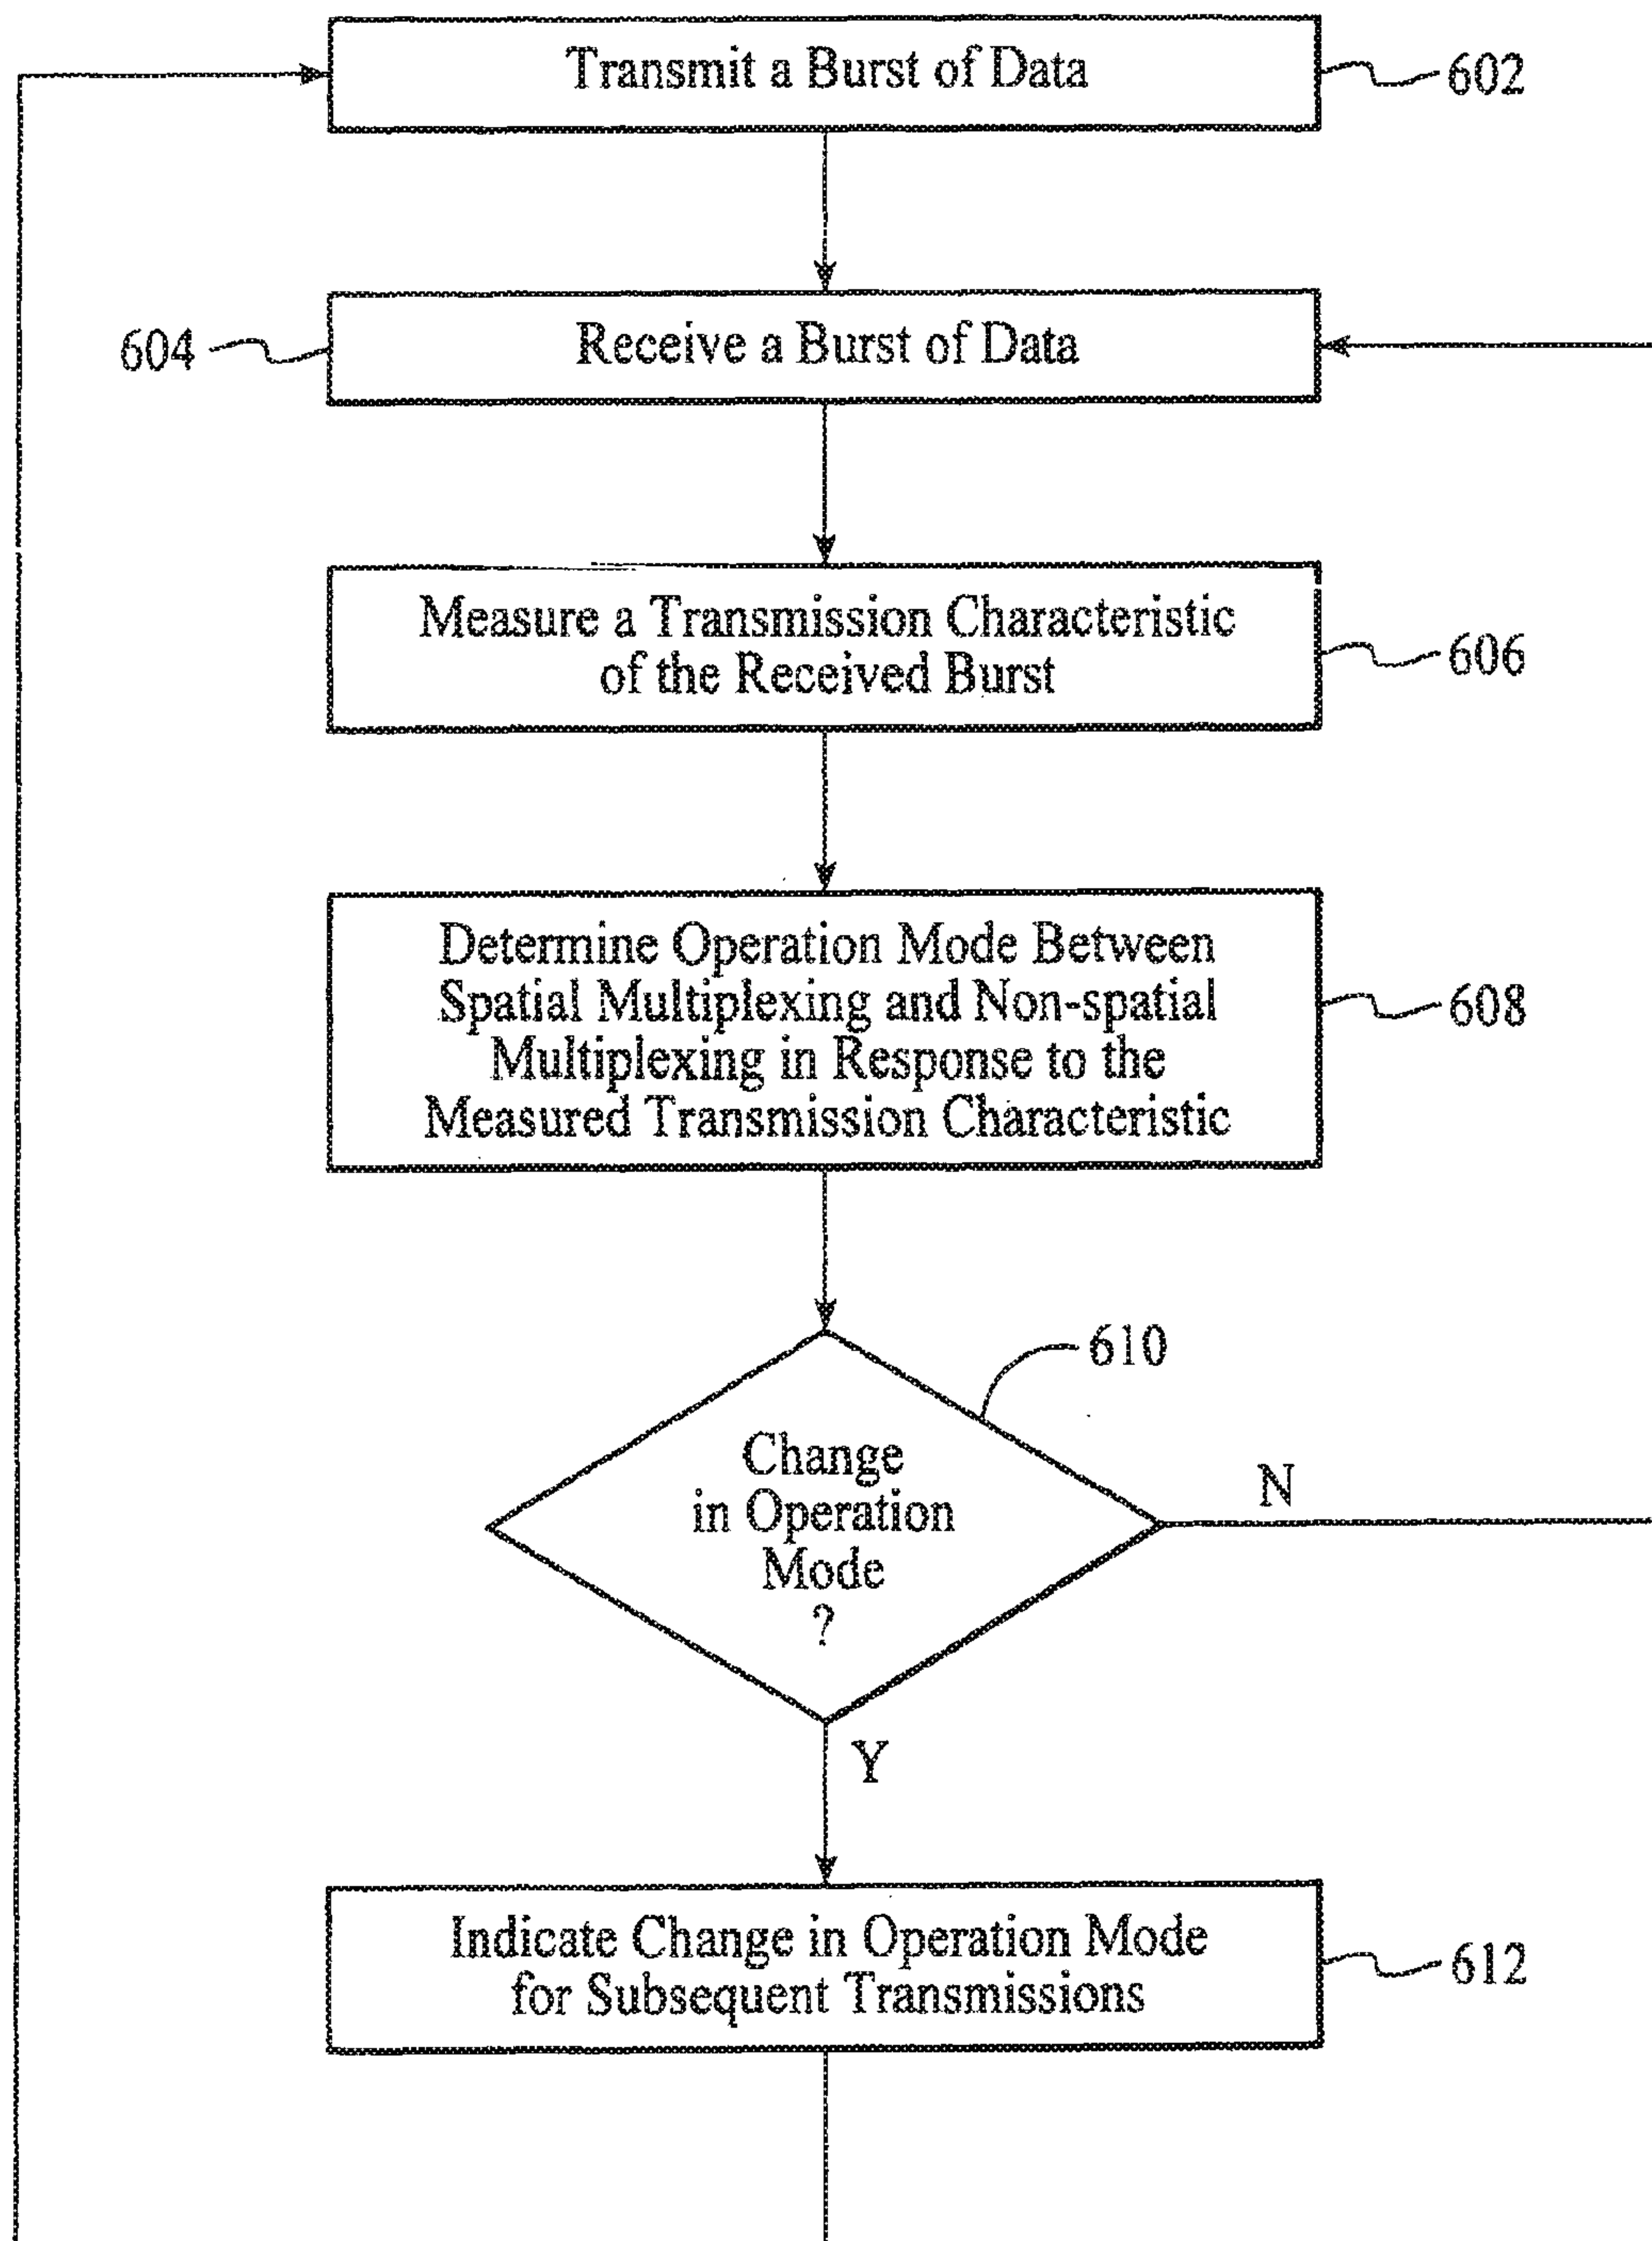 Transmit a Burst of Data
602
604
Receive a Burst of Data
Measure a Transmission Characteristic
of the Received Burst
606
Determine Operation Mode Between
Spatial Multiplexing and Non-spatial
Multiplexing in Response to the
Measured Transmission Characteristic
608
610
Change
in Operation
Mode
?
N
Y
Indicate Change in Operation Mode
for Subsequent Transmissions
612